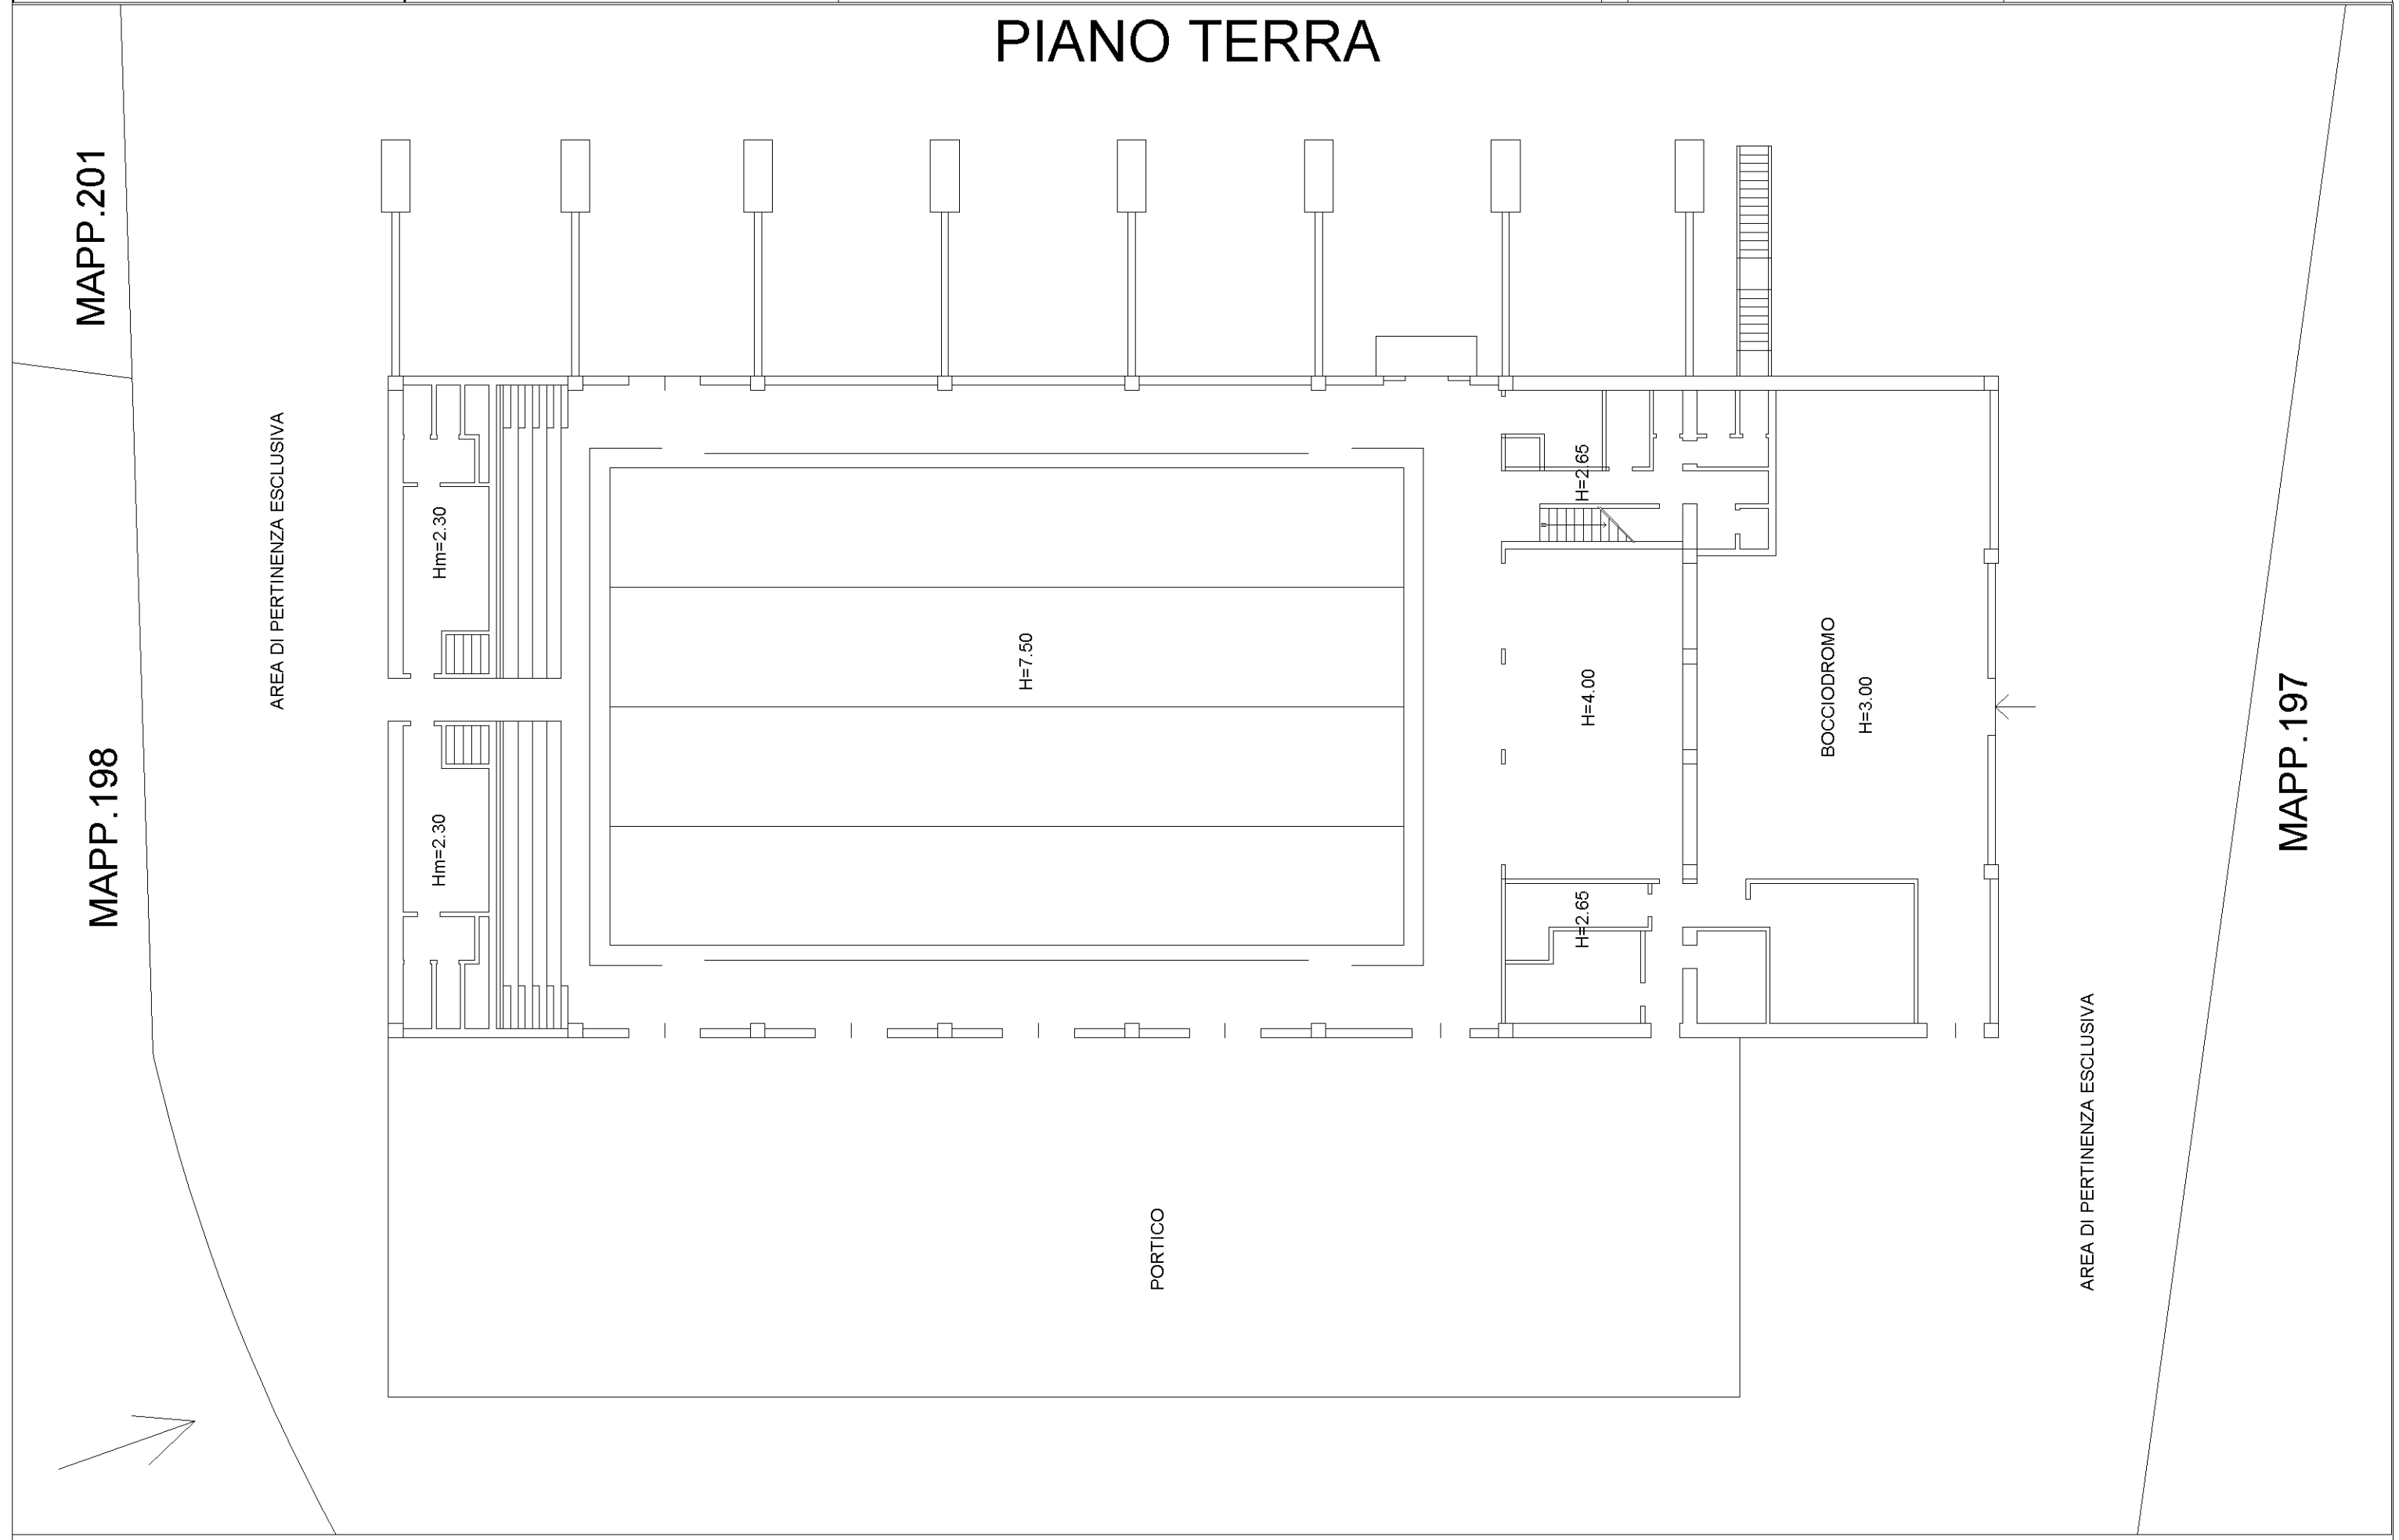 PIANO TERRA
MAPP.201
MAPP.198
AREA DI PERTINENZA ESCLUSIVA
Hm=2.30
Hm=2.30
H=7.50
H=2.65
H=4.00
H=2.65
BOCCIODROMO
H=3.00
MAPP.197
PORTICO
AREA DI PERTINENZA ESCLUSIVA